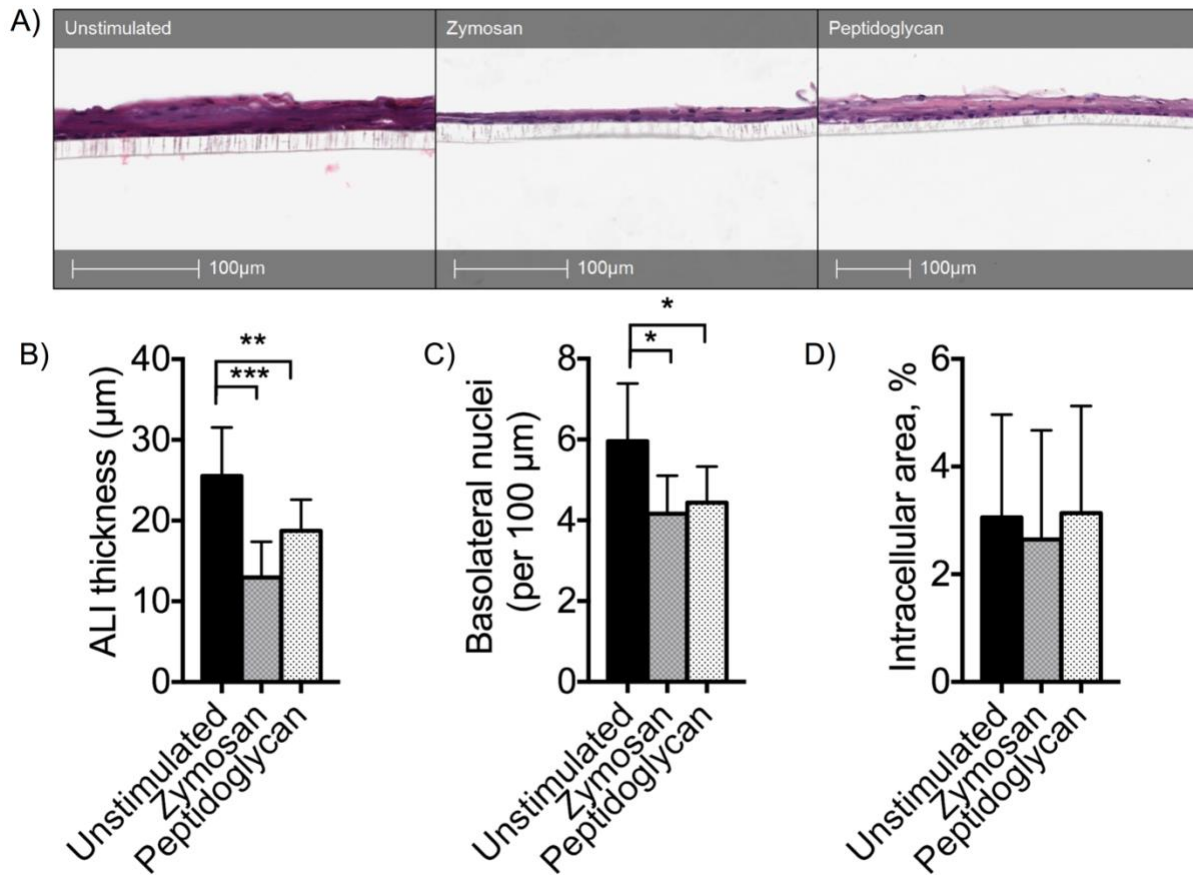 A)
Unstimulated
Zymosan
Peptidoglycan
100µm
100µm
100µm
B)
ALI thickness (µm)
40
30
20
10
0
**
***
Unstimulated
Zymosan
Peptidoglycan
C)
Basolateral nuclei
(per 100 µm)
8
6
4
2
0
*
*
Unstimulated
Zymosan
Peptidoglycan
D)
Intracellular area, %
6
4
2
0
Unstimulated
Zymosan
Peptidoglycan